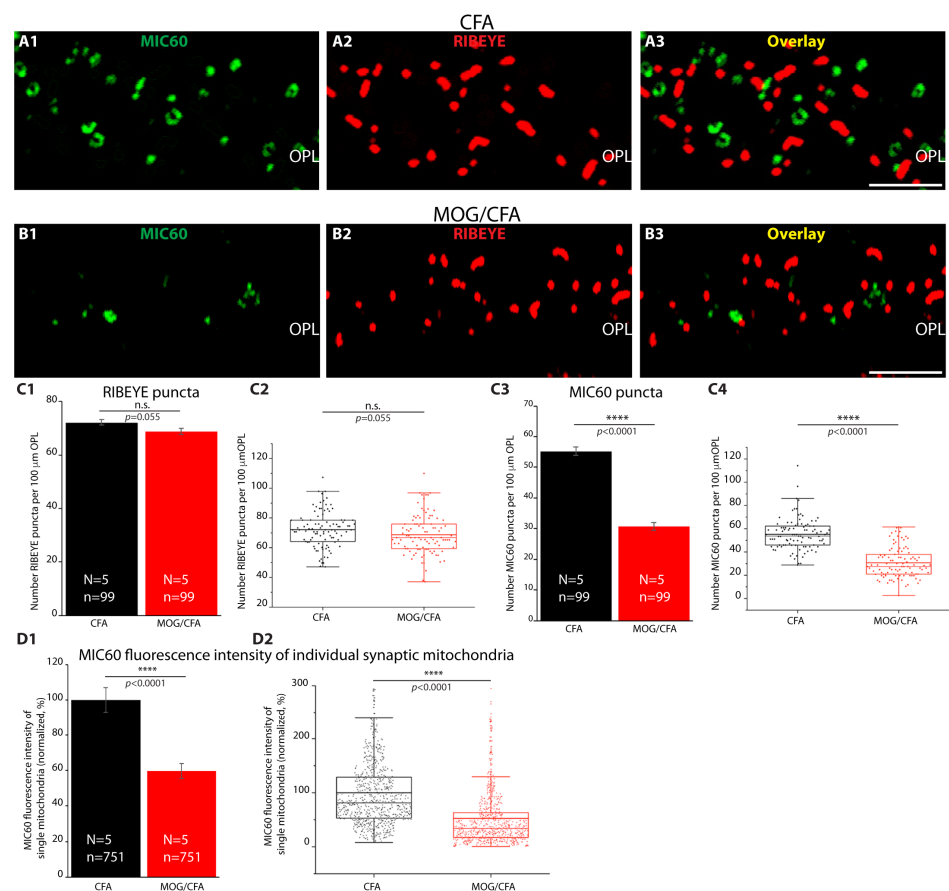 CFA
A1 MIC60
A2 RIBEYE
A3 Overlay
OPL
OPL
OPL
MOG/CFA
B1 MIC60
B2 RIBEYE
B3 Overlay
OPL
OPL
OPL
C1 RIBEYE puncta
n.s.
p=0.055
Number RIBEYE puncta per 100 μm OPL
80
60
40
20
0
N=5
n=99
N=5
n=99
CFA
MOG/CFA
C2
n.s.
p=0.055
Number RIBEYE puncta per 100 μmOPL
120
100
80
60
40
20
CFA
MOG/CFA
C3 MIC60 puncta
****
p<0.0001
Number MIC60 puncta per 100 μm OPL
70
60
50
40
30
20
10
0
N=5
n=99
N=5
n=99
CFA
MOG/CFA
C4
****
p<0.0001
Number MIC60 puncta per 100 μmOPL
120
100
80
60
40
20
0
CFA
MOG/CFA
D1
D2
MIC60 fluorescence intensity of individual synaptic mitochondria
****
p<0.0001
MIC60 fluorescence intensity of
single mitochondria (normalized, %)
120
100
80
60
40
20
0
N=5
n=751
N=5
n=751
CFA
MOG/CFA
****
p<0.0001
MIC60 fluorescence intensity of
single mitochondria (normalized, %)
300
200
100
0
CFA
MOG/CFA